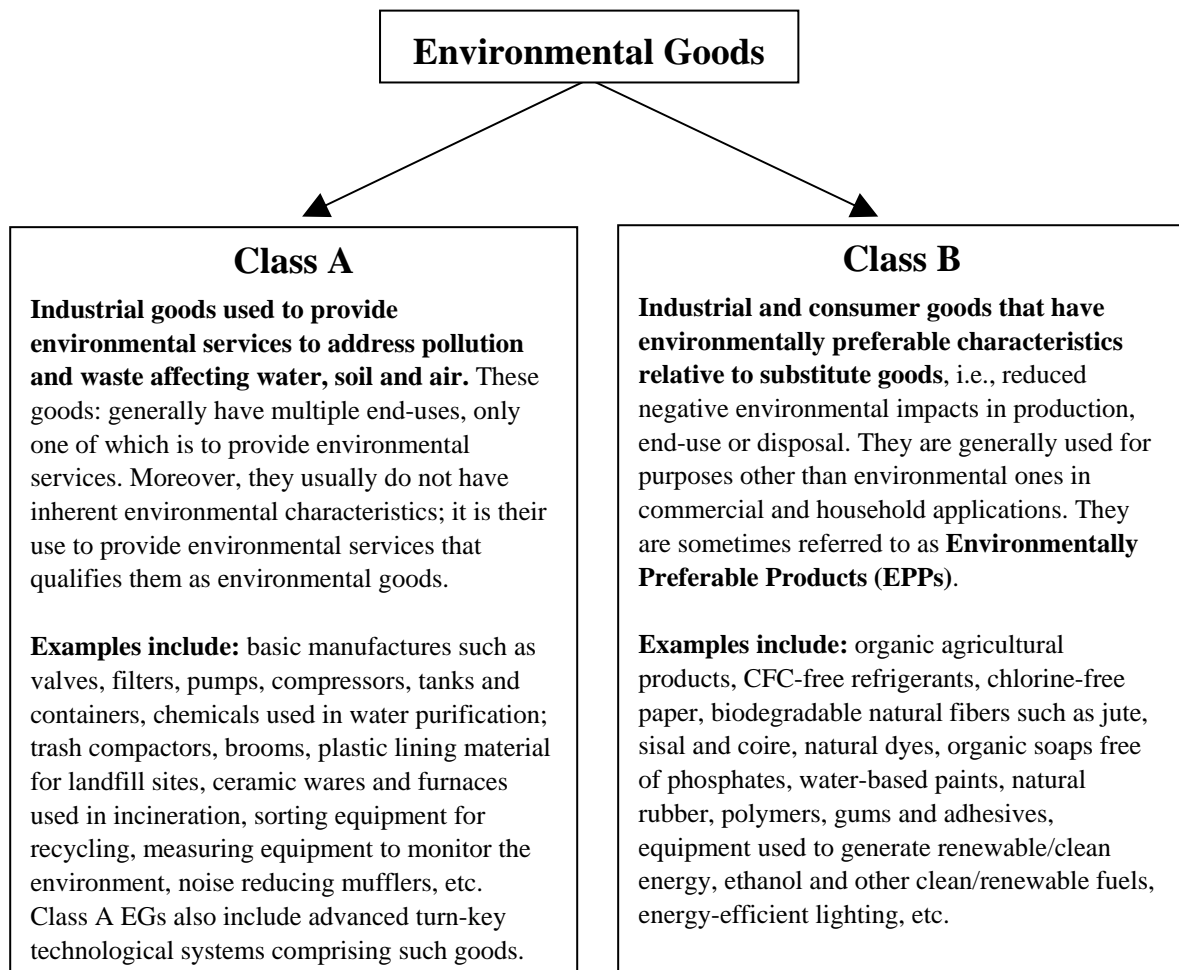 Environmental Goods
Class A
Industrial goods used to provide
environmental services to address pollution
and waste affecting water, soil and air. These
goods: generally have multiple end-uses, only
one of which is to provide environmental
services. Moreover, they usually do not have
inherent environmental characteristics; it is their
use to provide environmental services that
qualifies them as environmental goods.
Examples include: basic manufactures such as
valves, filters, pumps, compressors, tanks and
containers, chemicals used in water purification;
trash compactors, brooms, plastic lining material
for landfill sites, ceramic wares and furnaces
used in incineration, sorting equipment for
recycling, measuring equipment to monitor the
environment, noise reducing mufflers, etc.
Class A EGs also include advanced turn-key
technological systems comprising such goods.
Class B
Industrial and consumer goods that have
environmentally preferable characteristics
relative to substitute goods, i.e., reduced
negative environmental impacts in production,
end-use or disposal. They are generally used for
purposes other than environmental ones in
commercial and household applications. They
are sometimes referred to as Environmentally
Preferable Products (EPPs).
Examples include: organic agricultural
products, CFC-free refrigerants, chlorine-free
paper, biodegradable natural fibers such as jute,
sisal and coire, natural dyes, organic soaps free
of phosphates, water-based paints, natural
rubber, polymers, gums and adhesives,
equipment used to generate renewable/clean
energy, ethanol and other clean/renewable fuels,
energy-efficient lighting, etc.